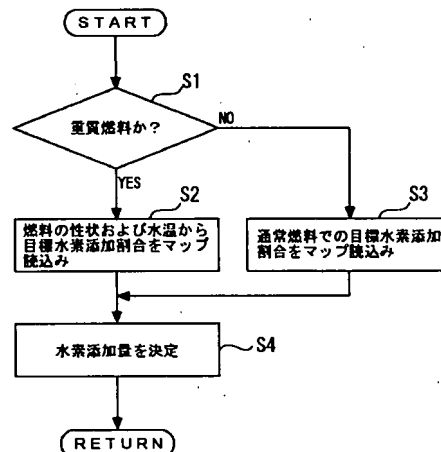 START
S1
重質燃料か？
NO
YES
S2
S3
燃料の性状および水温から
目標水素添加割合をマップ
読込み
通常燃料での目標水素添加
割合をマップ読込み
水素添加量を決定
S4
RETURN